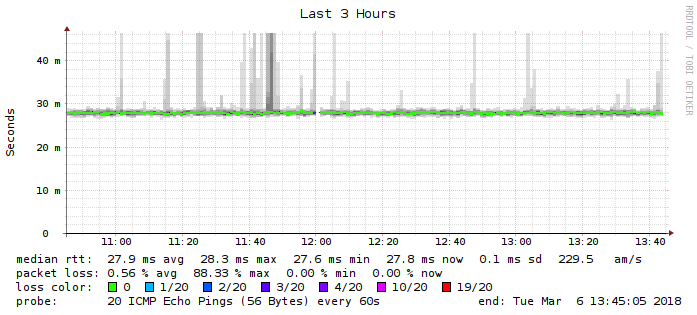 Last 3 Hours
RRDTOOL / TOBI OETIKER
Seconds
40 m
30 m
20 m
10 m
0
11:00 11:20 11:40 12:00 12:20 12:40 13:00 13:20 13:40
median rtt: 27.9 ms avg 28.3 ms max 27.6 ms min 27.8 ms now 0.1 ms sd 229.5 am/s
packet loss: 0.56 % avg 88.33 % max 0.00 % min 0.00 % now
loss color: 0 1/20 2/20 3/20 4/20 10/20 19/20
probe: 20 ICMP Echo Pings (56 Bytes) every 60s end: Tue Mar 6 13:45:05 2018